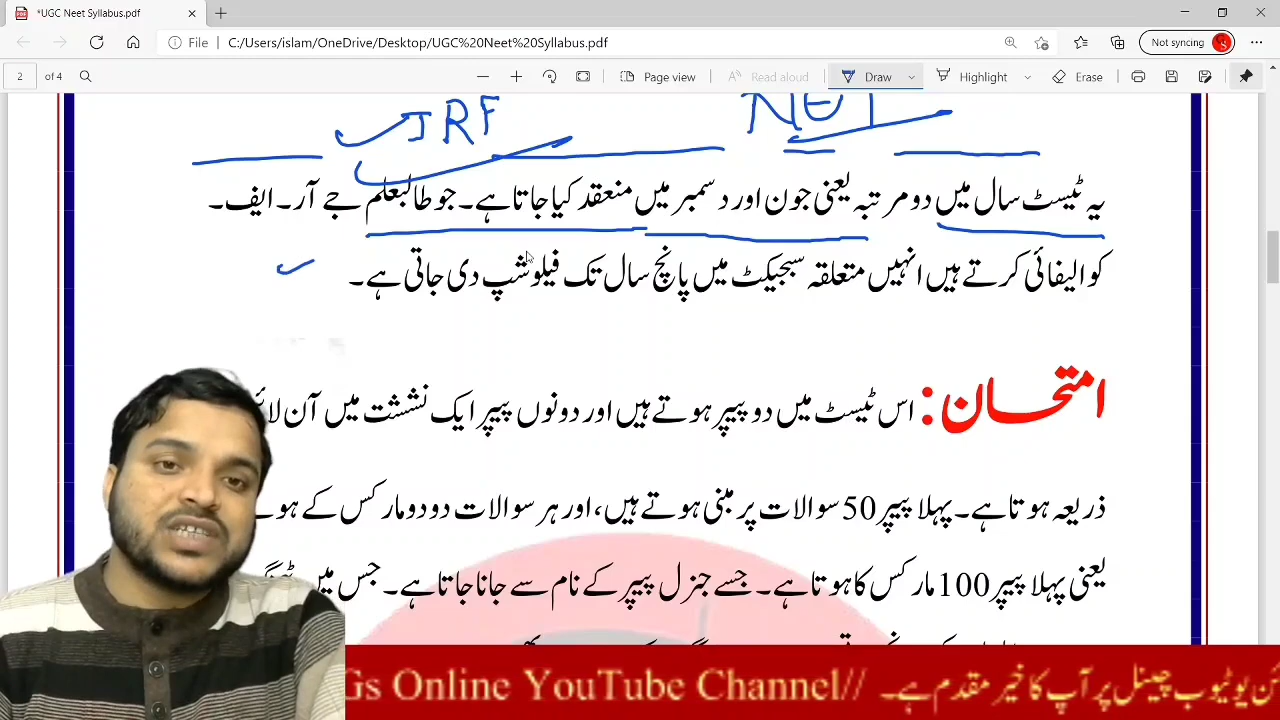 *UGC Neet Syllabus.pdf
File C:/Users/islam/OneDrive/Desktop/UGC%20Neet%20Syllabus.pdf Not syncing
2 of 4 Page view Read aloud Draw Highlight Erase
JRF NET
یہ ٹیسٹ سال میں دو مرتبہ یعنی جون اور دسمبر میں منعقد کیا جاتا ہے۔ جو طالبعلم جے آر۔ ایف۔
کوالیفائی کرتے ہیں انہیں متعلقہ سبجیکٹ میں پانچ سال تک فیلوشپ دی جاتی ہے۔
امتحان: اس ٹیسٹ میں دو پیپر ہوتے ہیں اور دونوں پیپر ایک نششت میں آن
ذریعہ ہوتا ہے۔ پہلا پیپر 50 سوالات پر مبنی ہوتے ہیں، اور ہر سوالات دو دو مارکس کے
یعنی پہلا پیپر 100 مارکس کا ہوتا ہے۔ جسے جنرل پیپر کے نام سے جانا جاتا ہے۔ جس میں
Gs Online YouTube Channel// ئن یوٹیوب چینل پر آپ کا خیر مقدم ہے۔